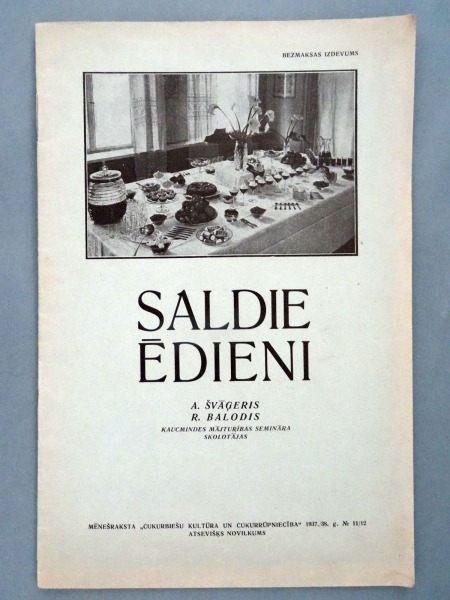 BEZMAKSAS IZDEVUMS
SALDIE
ĒDIENI
A. ŠVĀĢERIS
R. BALODIS
KAUCMINDES MĀJTURĪBAS SEMINĀRA
SKOLOTĀJAS
MĒNEŠRAKSTA „CUKURBIEŠU KULTŪRA UN CUKURRŪPNIECĪBA“ 1937./38. g. № 11/12
ATSEVIŠĶS NOVILKUMS